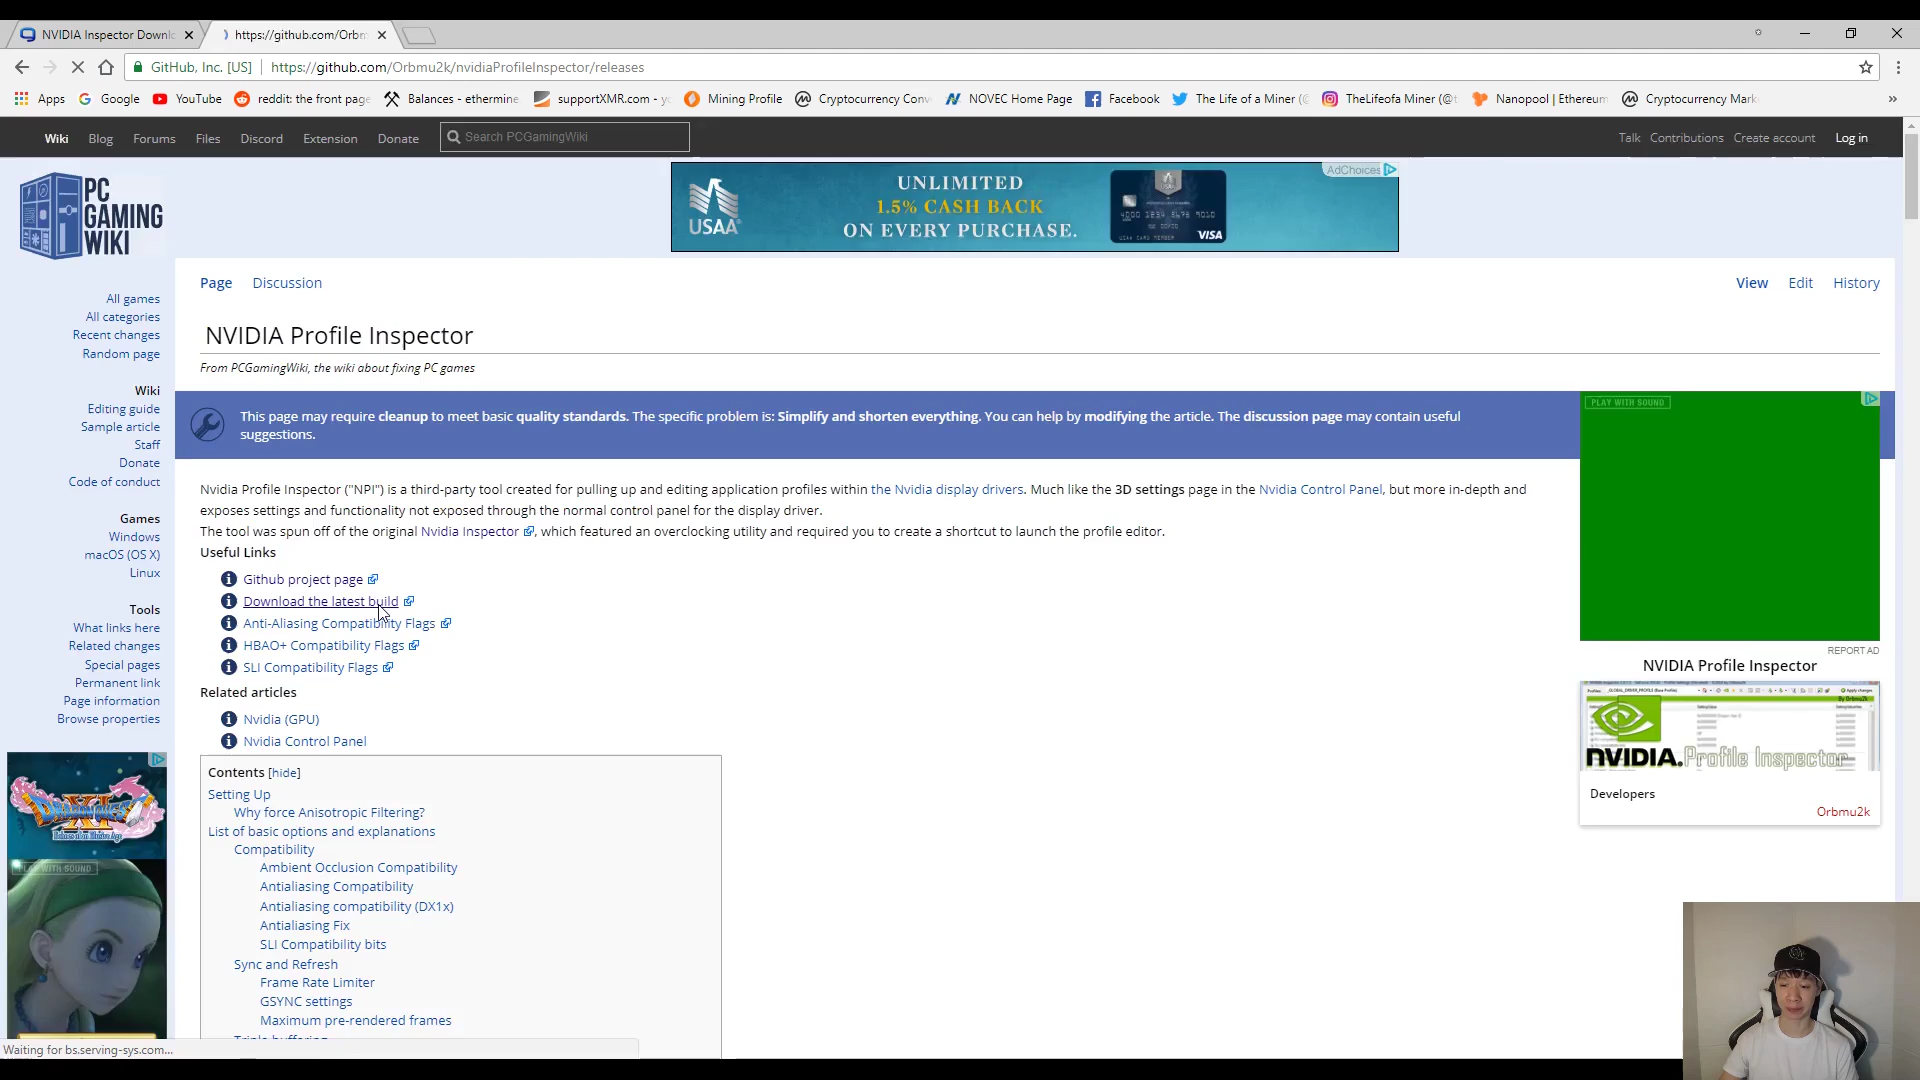 NVIDIA Inspector Downl
https://github.com/Orbm
GitHub, Inc. [US] https://github.com/Orbmu2k/nvidiaProfileInspector/releases
Apps Google YouTube reddit: the front page Balances - ethermine supportXMR.com - Mining Profile Cryptocurrency Conv NOVEC Home Page Facebook The Life of a Miner (@ TheLifeofa Miner (@t Nanopool | Ethereum Cryptocurrency Mark »
Wiki Blog Forums Files Discord Extension Donate Search PCGamingWiki Talk Contributions Create account Log in
PC
GAMING
WIKI
AdChoices
UNLIMITED
1.5% CASH BACK
ON EVERY PURCHASE.
USAA
VISA
Page Discussion View Edit History
All games
All categories
Recent changes
Random page
Wiki
Editing guide
Sample article
Staff
Donate
Code of conduct
Games
Windows
macOS (OS X)
Linux
Tools
What links here
Related changes
Special pages
Permanent link
Page information
Browse properties
NVIDIA Profile Inspector
From PCGamingWiki, the wiki about fixing PC games
This page may require cleanup to meet basic quality standards. The specific problem is: Simplify and shorten everything. You can help by modifying the article. The discussion page may contain useful
suggestions.
Nvidia Profile Inspector ("NPI") is a third-party tool created for pulling up and editing application profiles within the Nvidia display drivers. Much like the 3D settings page in the Nvidia Control Panel, but more in-depth and
exposes settings and functionality not exposed through the normal control panel for the display driver.
The tool was spun off of the original Nvidia Inspector, which featured an overclocking utility and required you to create a shortcut to launch the profile editor.
Useful Links
Github project page
Download the latest build
Anti-Aliasing Compatibility Flags
HBAO+ Compatibility Flags
SLI Compatibility Flags
Related articles
Nvidia (GPU)
Nvidia Control Panel
Contents [hide]
Setting Up
Why force Anisotropic Filtering?
List of basic options and explanations
Compatibility
Ambient Occlusion Compatibility
Antialiasing Compatibility
Antialiasing compatibility (DX1x)
Antialiasing Fix
SLI Compatibility bits
Sync and Refresh
Frame Rate Limiter
GSYNC settings
Maximum pre-rendered frames
Triple buffering
PLAY WITH SOUND
REPORT AD
NVIDIA Profile Inspector
NVIDIA. Profile Inspector
Developers
Orbmu2k
DRAGON QUEST
XI
PLAY WITH SOUND
Waiting for bs.serving-sys.com...